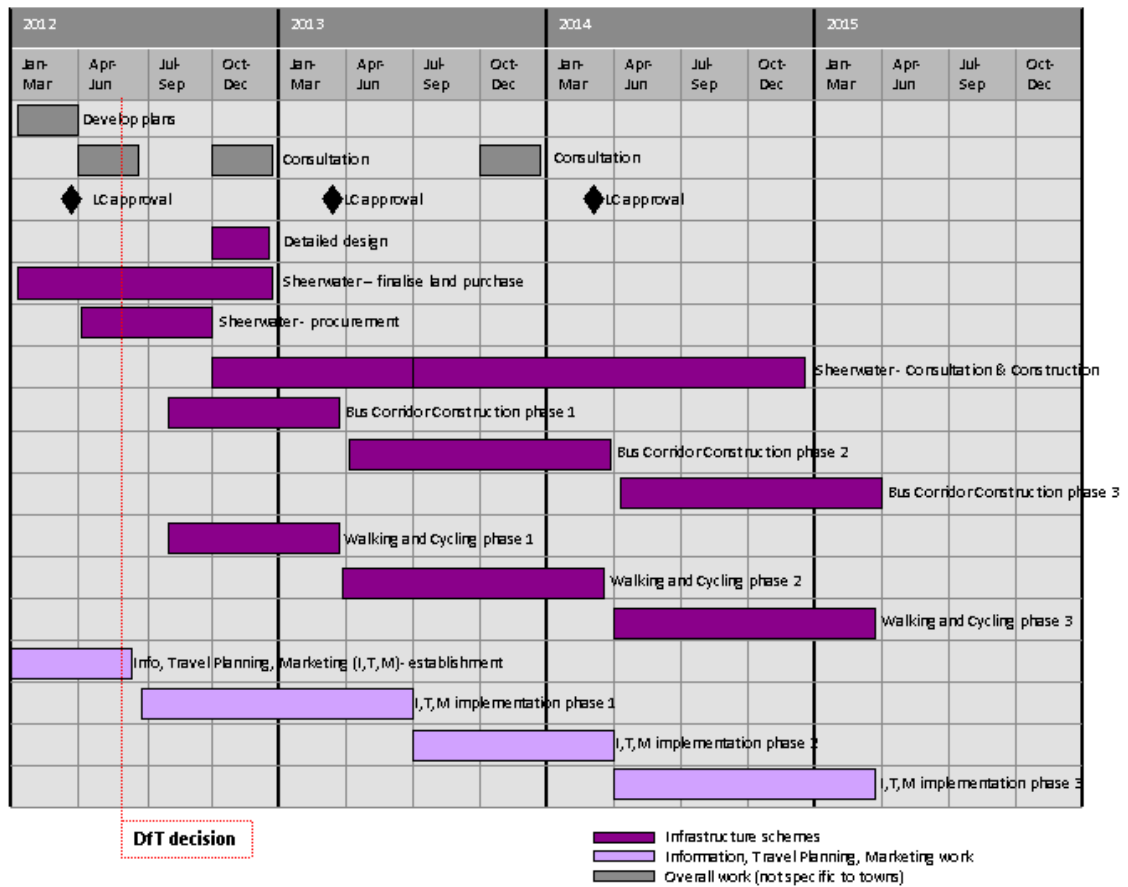 2012 2013 2014 2015
Jan- Apr- Jul- Oct- Jan- Apr- Jul- Oct- Jan- Apr- Jul- Oct- Jan- Apr- Jul- Oct-
Mar Jun Sep Dec Mar Jun Sep Dec Mar Jun Sep Dec Mar Jun Sep Dec
Develop plans
Consultation Consultation
LC approval LC approval LC approval
Detailed design
Sheerwater – finalise land purchase
Sheerwater - procurement
Sheerwater - Consultation & Construction
Bus Corridor Construction phase 1
Bus Corridor Construction phase 2
Bus Corridor Construction phase 3
Walking and Cycling phase 1
Walking and Cycling phase 2
Walking and Cycling phase 3
Info, Travel Planning, Marketing (I,T,M)- establishment
I,T,M implementation phase 1
I,T,M implementation phase 2
I,T,M implementation phase 3
DfT decision
Infrastructure schemes
Information, Travel Planning, Marketing work
Overall work (not specific to towns)